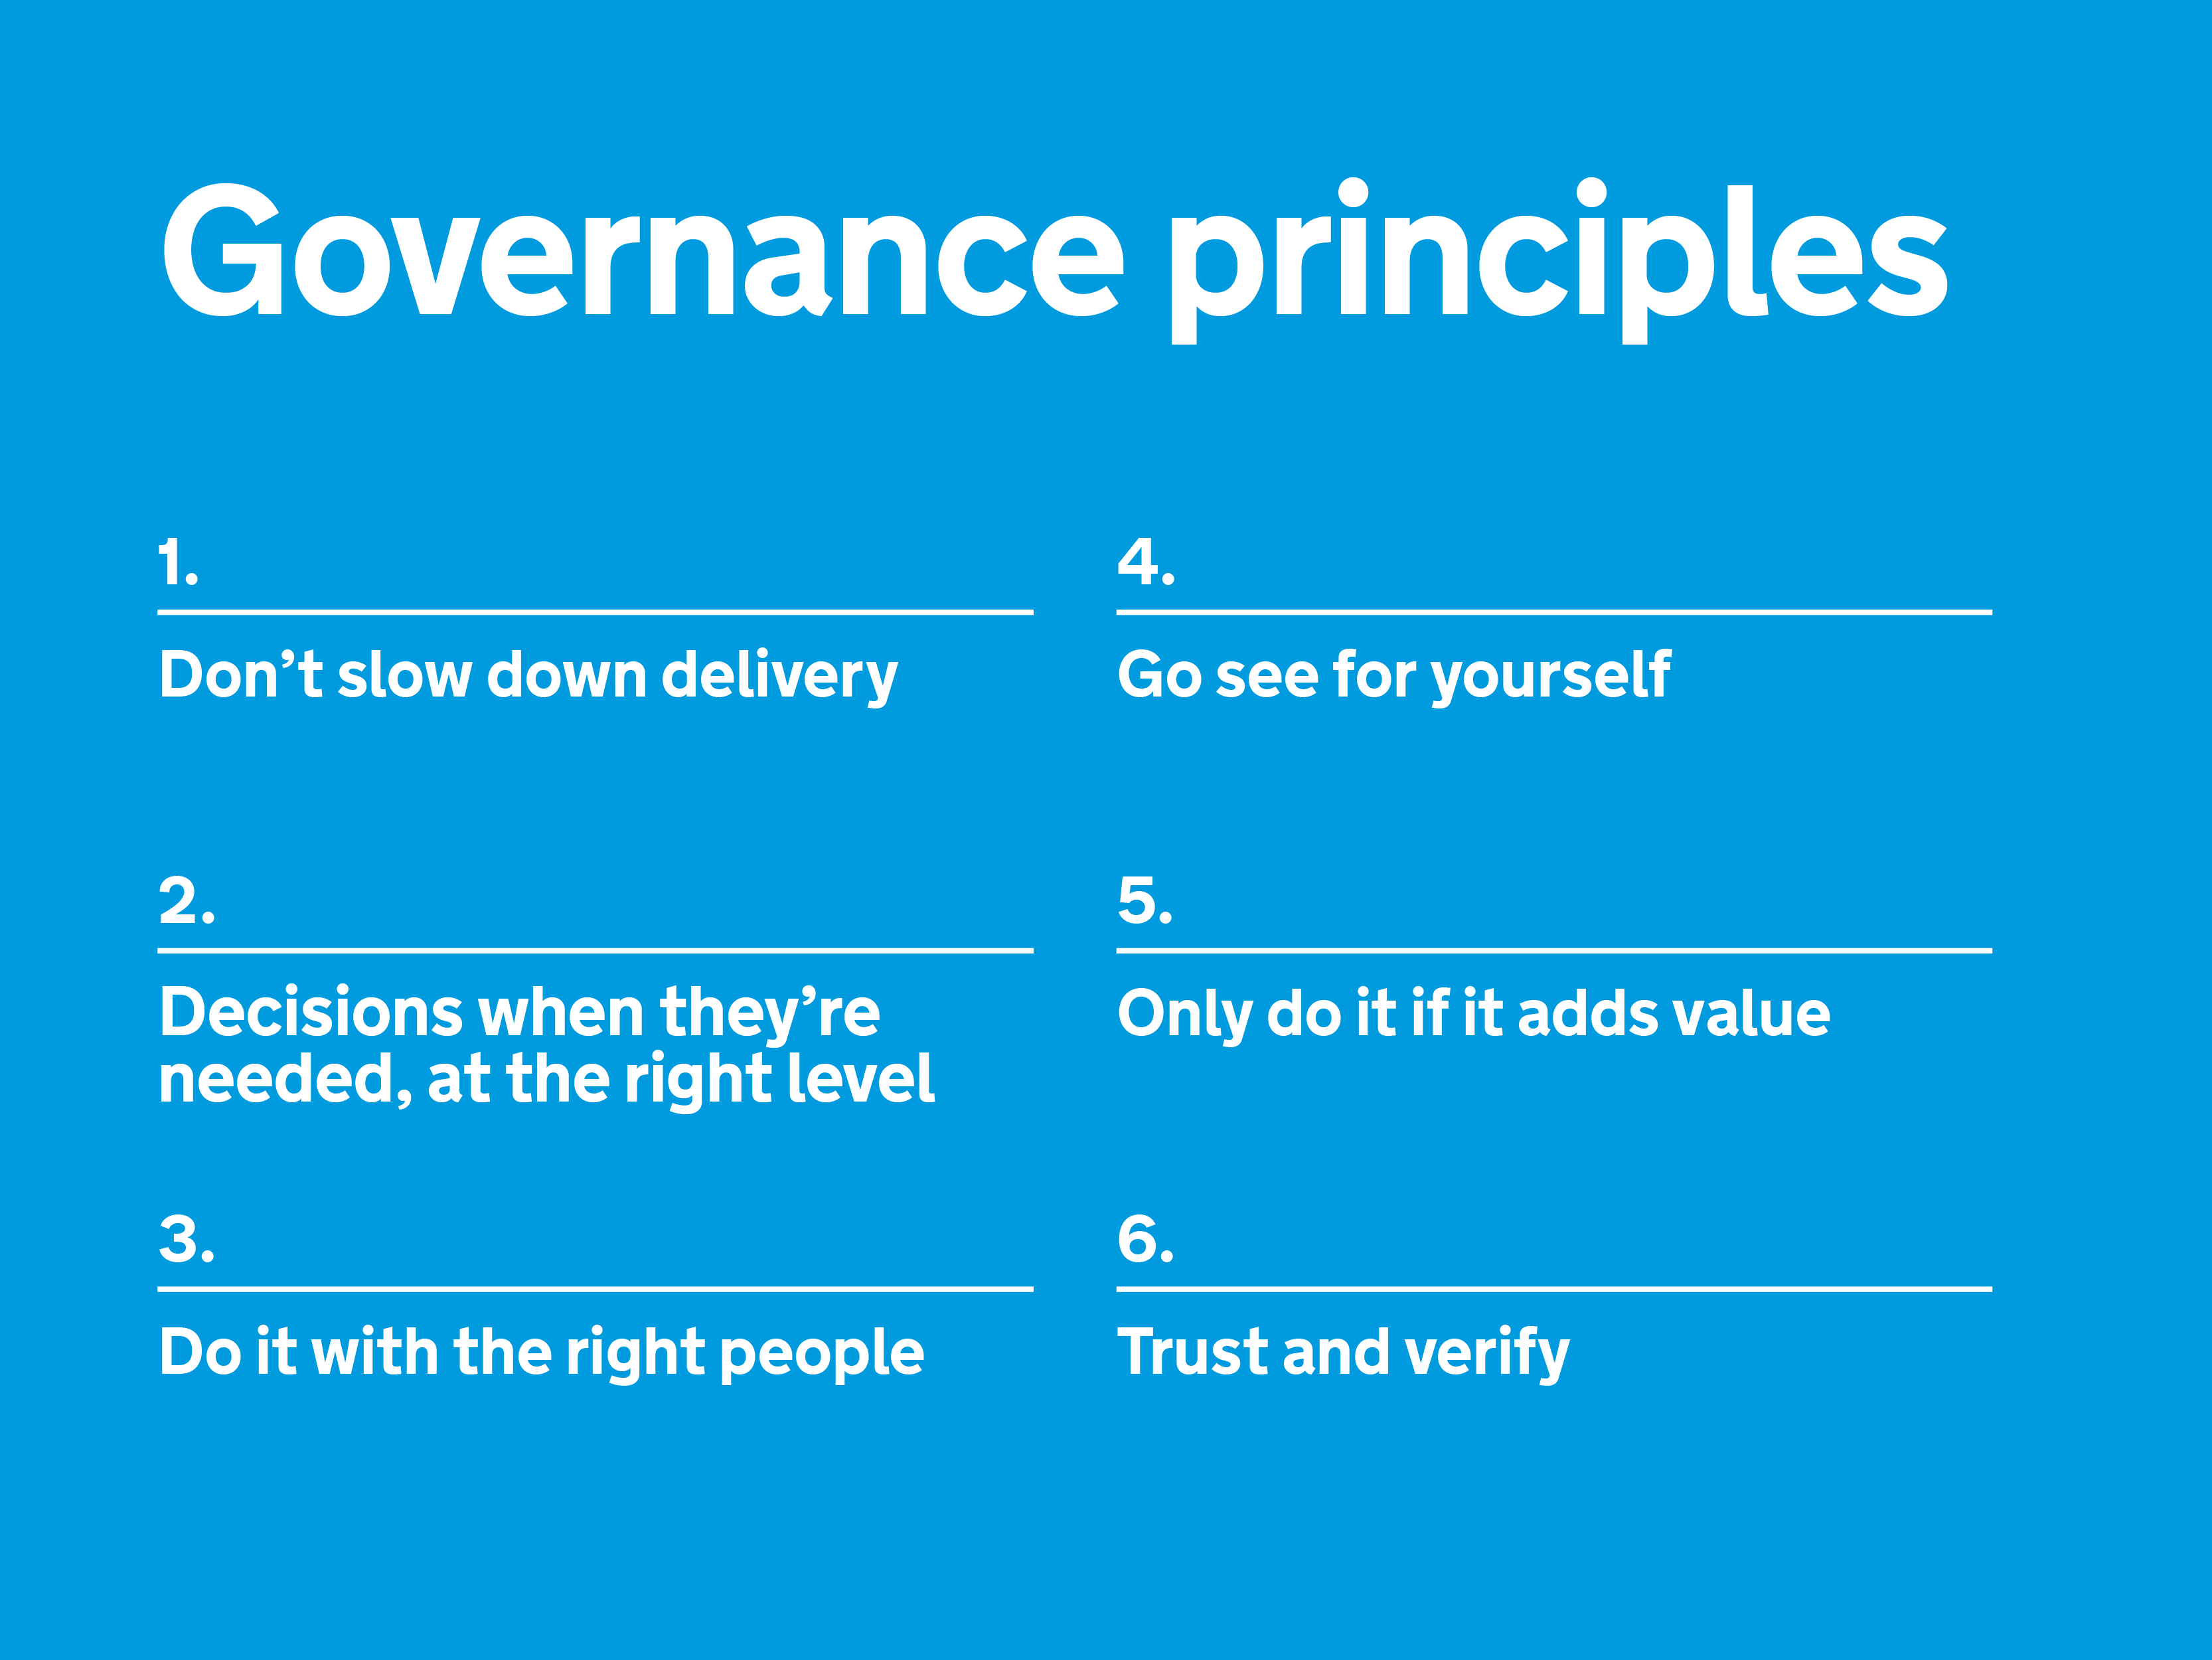 Governance principles
1.
Don’t slow down delivery
2.
Decisions when they’re
needed, at the right level
3.
Do it with the right people
4.
Go see for yourself
5.
Only do it if it adds value
6.
Trust and verify